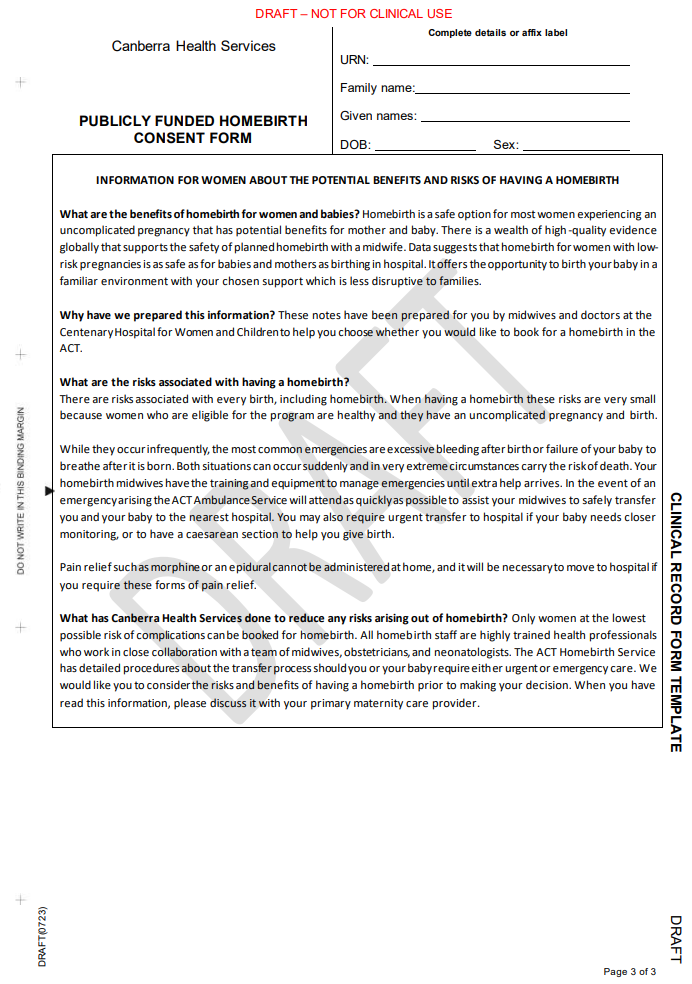 DRAFT – NOT FOR CLINICAL USE
Canberra Health Services
PUBLICLY FUNDED HOMEBIRTH
CONSENT FORM
Complete details or affix label
URN:
Family name:
Given names:
DOB: Sex:
INFORMATION FOR WOMEN ABOUT THE POTENTIAL BENEFITS AND RISKS OF HAVING A HOMEBIRTH
What are the benefits of homebirth for women and babies? Homebirth is a safe option for most women experiencing an
uncomplicated pregnancy that has potential benefits for mother and baby. There is a wealth of high-quality evidence
globally that supports the safety of planned homebirth with a midwife. Data suggests that homebirth for women with low-
risk pregnancies is as safe as for babies and mothers as birthing in hospital. It offers the opportunity to birth your baby in a
familiar environment with your chosen support which is less disruptive to families.
Why have we prepared this information? These notes have been prepared for you by midwives and doctors at the
Centenary Hospital for Women and Children to help you choose whether you would like to book for a homebirth in the
ACT.
What are the risks associated with having a homebirth?
There are risks associated with every birth, including homebirth. When having a homebirth these risks are very small
because women who are eligible for the program are healthy and they have an uncomplicated pregnancy and birth.
While they occur infrequently, the most common emergencies are excessive bleeding after birth or failure of your baby to
breathe after it is born. Both situations can occur suddenly and in very extreme circumstances carry the risk of death. Your
homebirth midwives have the training and equipment to manage emergencies until extra help arrives. In the event of an
emergency arising the ACT Ambulance Service will attend as quickly as possible to assist your midwives to safely transfer
you and your baby to the nearest hospital. You may also require urgent transfer to hospital if your baby needs closer
monitoring, or to have a caesarean section to help you give birth.
Pain relief such as morphine or an epidural cannot be administered at home, and it will be necessary to move to hospital if
you require these forms of pain relief.
What has Canberra Health Services done to reduce any risks arising out of homebirth? Only women at the lowest
possible risk of complications can be booked for homebirth. All homebirth staff are highly trained health professionals
who work in close collaboration with a team of midwives, obstetricians, and neonatologists. The ACT Homebirth Service
has detailed procedures about the transfer process should you or your baby require either urgent or emergency care. We
would like you to consider the risks and benefits of having a homebirth prior to making your decision. When you have
read this information, please discuss it with your primary maternity care provider.
DRAFT
DO NOT WRITE IN THIS BINDING MARGIN
CLINICAL RECORD FORM TEMPLATE
DRAFT
DRAFT(0723)
Page 3 of 3